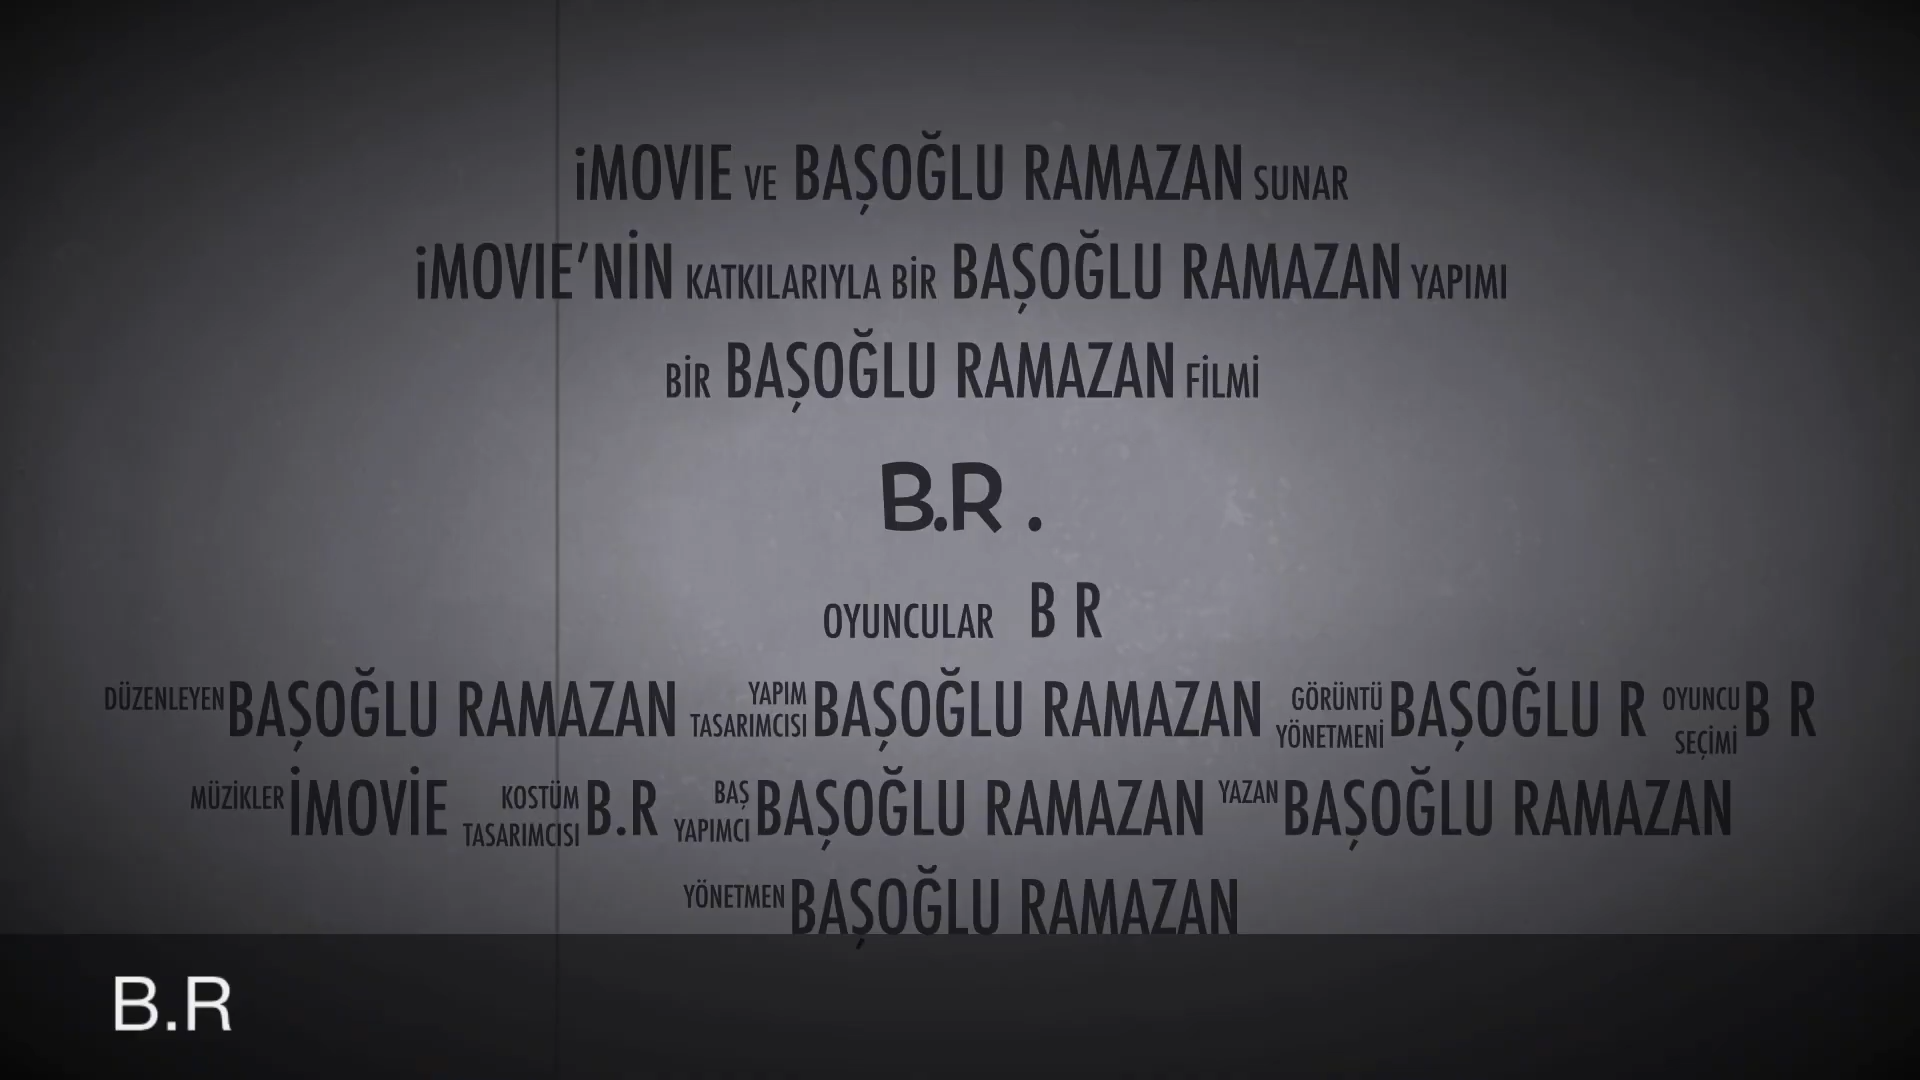 iMOVIE VE BAŞOĞLU RAMAZAN SUNAR
iMOVIE’NİN KATKILARIYLA BİR BAŞOĞLU RAMAZAN YAPIMI
BİR BAŞOĞLU RAMAZAN FİLMİ
B.R .
OYUNCULAR B R
DÜZENLEYEN BAŞOĞLU RAMAZAN YAPIM TASARIMCISI BAŞOĞLU RAMAZAN GÖRÜNTÜ YÖNETMENİ BAŞOĞLU R OYUNCU SEÇİMİ B R
MÜZİKLER İMOVİE KOSTÜM TASARIMCISI B.R BAŞ YAPIMCI BAŞOĞLU RAMAZAN YAZAN BAŞOĞLU RAMAZAN
YÖNETMEN BAŞOĞLU RAMAZAN
B.R